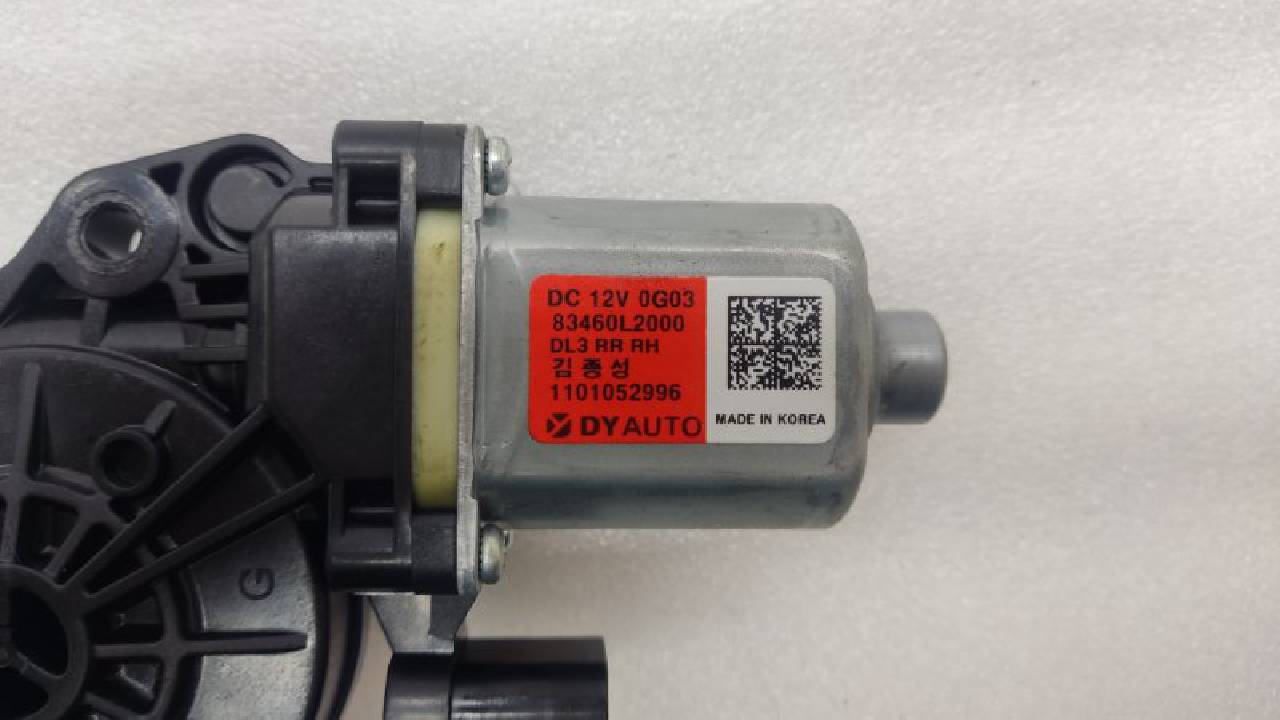 DC 12V 0G03
83460L2000
DL3 RR RH
김종성
1101052996
DYAUTO
MADE IN KOREA
G